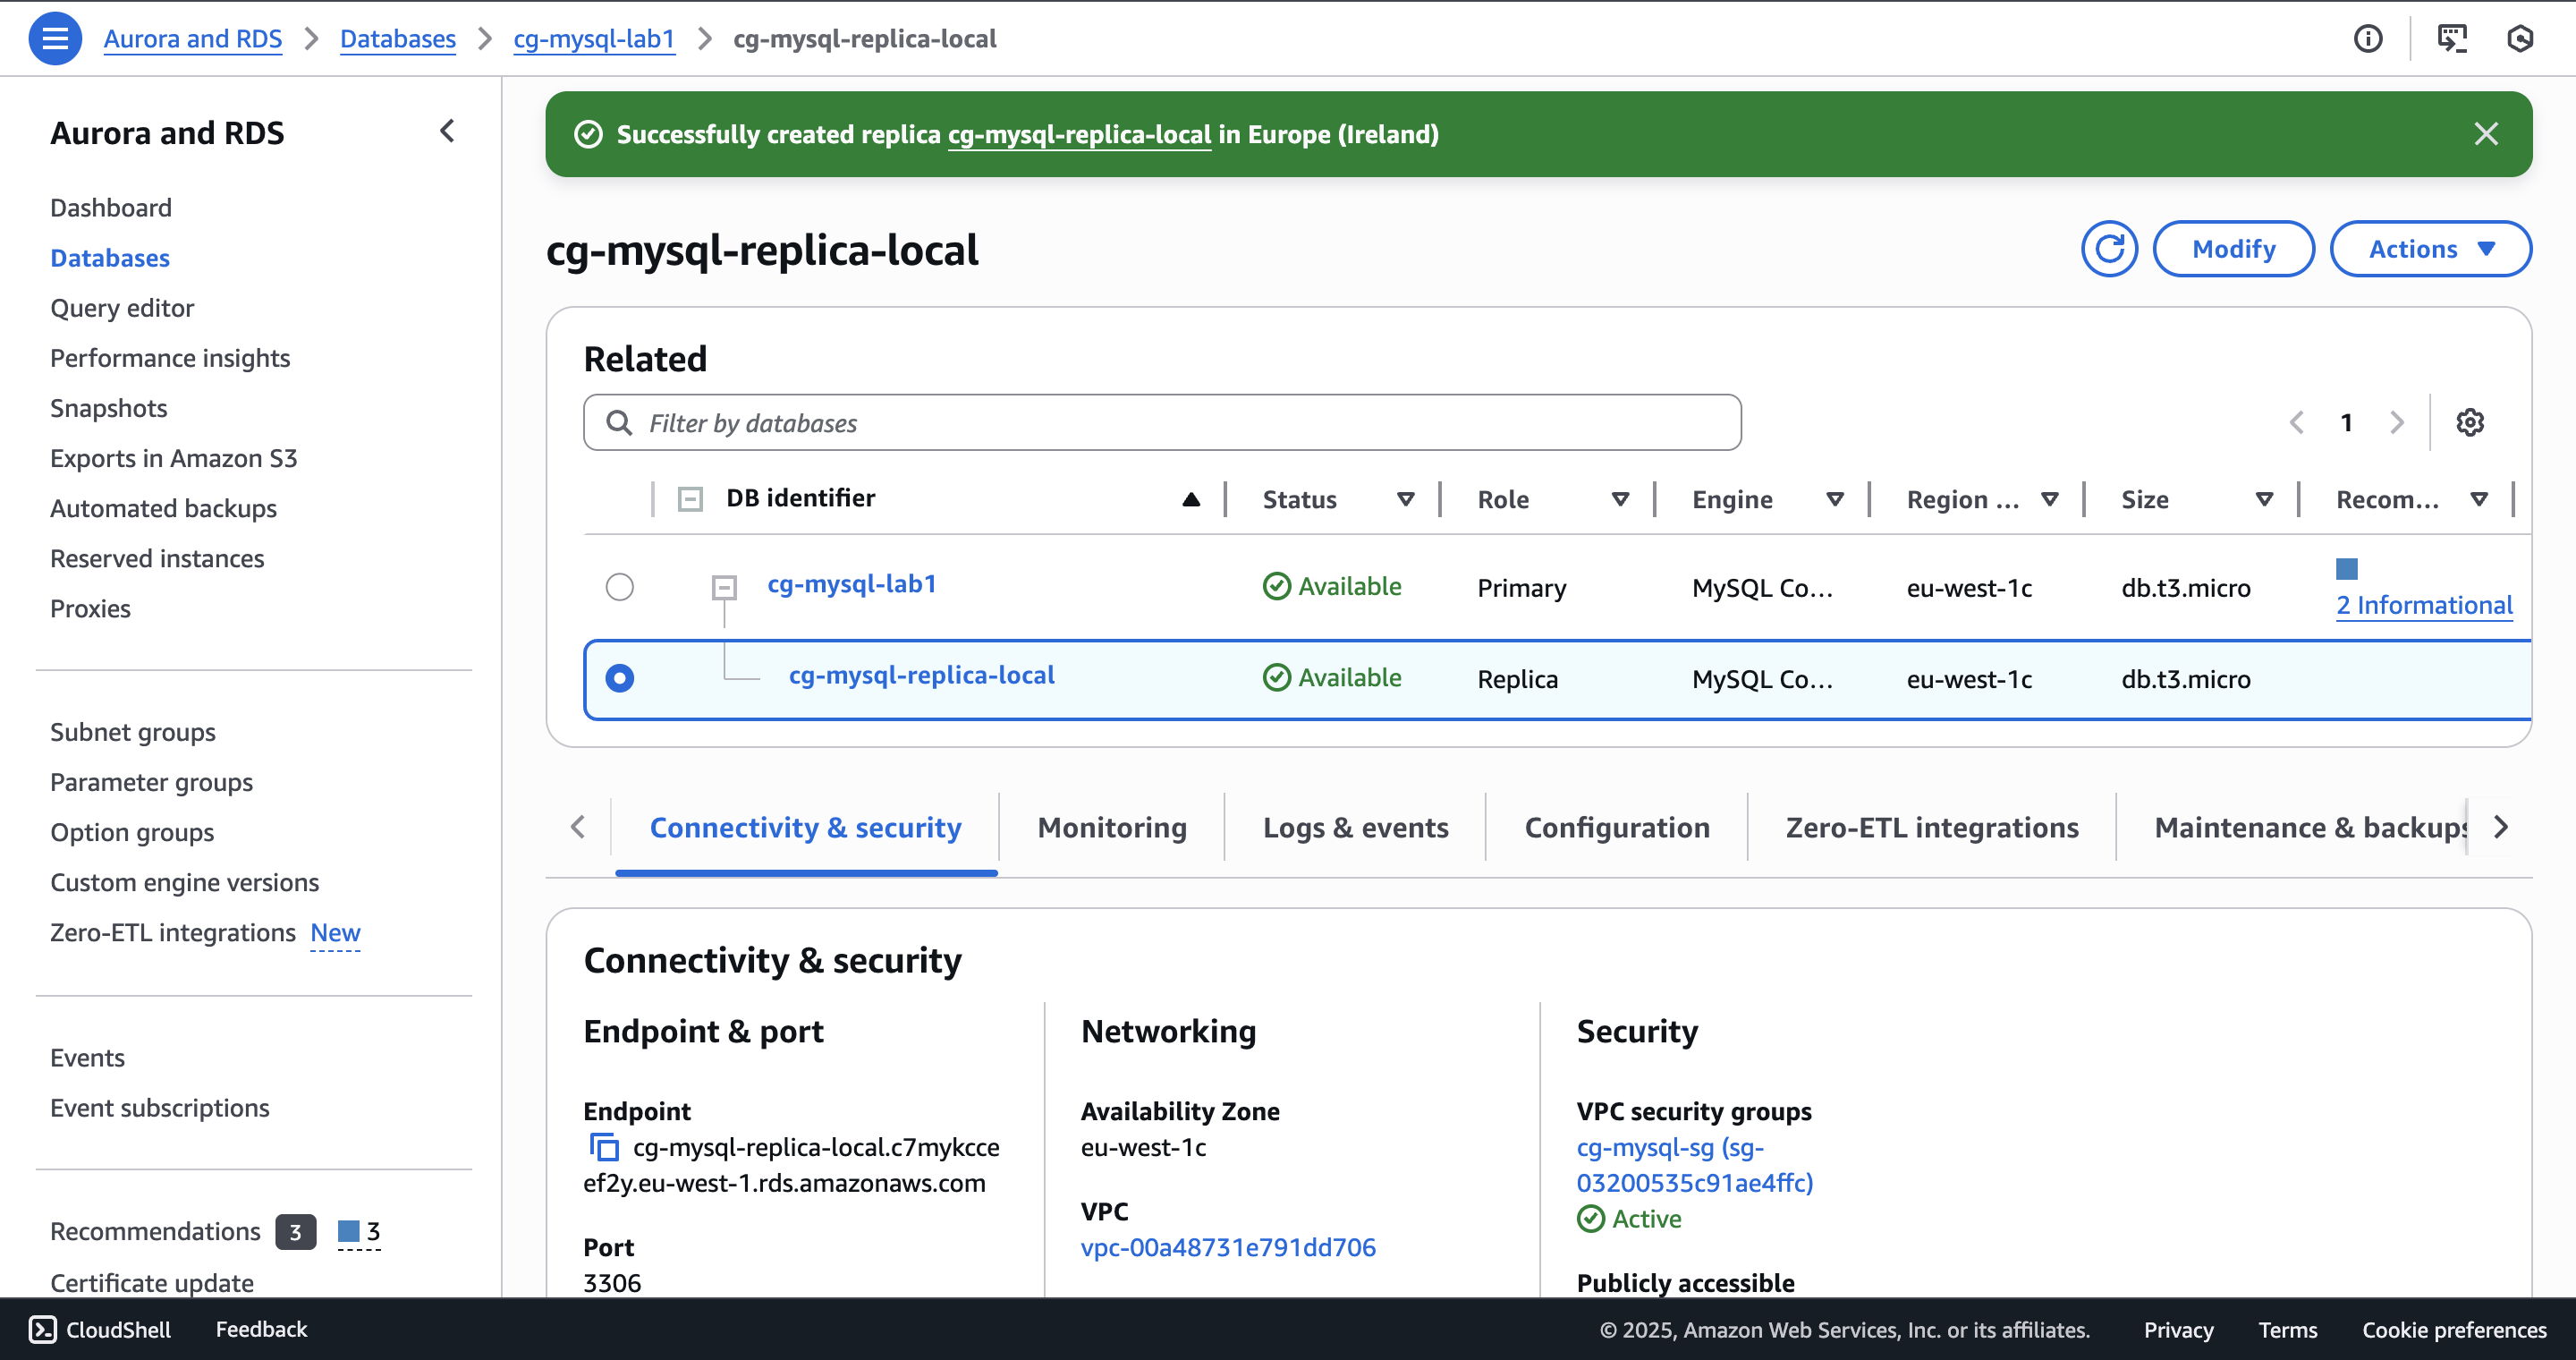 Aurora and RDS > Databases > cg-mysql-lab1 > cg-mysql-replica-local
Aurora and RDS
Dashboard
Databases
Query editor
Performance insights
Snapshots
Exports in Amazon S3
Automated backups
Reserved instances
Proxies
Subnet groups
Parameter groups
Option groups
Custom engine versions
Zero-ETL integrations New
Events
Event subscriptions
Recommendations 3 3
Certificate update
Successfully created replica cg-mysql-replica-local in Europe (Ireland)
cg-mysql-replica-local
Modify
Actions
Related
Filter by databases
1
DB identifier Status Role Engine Region ... Size Recom...
cg-mysql-lab1 Available Primary MySQL Co... eu-west-1c db.t3.micro 2 Informational
cg-mysql-replica-local Available Replica MySQL Co... eu-west-1c db.t3.micro
Connectivity & security Monitoring Logs & events Configuration Zero-ETL integrations Maintenance & backups
Connectivity & security
Endpoint & port
Endpoint
cg-mysql-replica-local.c7mykcce
ef2y.eu-west-1.rds.amazonaws.com
Port
3306
Networking
Availability Zone
eu-west-1c
VPC
vpc-00a48731e791dd706
Security
VPC security groups
cg-mysql-sg (sg-
03200535c91ae4ffc)
Active
Publicly accessible
CloudShell Feedback © 2025, Amazon Web Services, Inc. or its affiliates. Privacy Terms Cookie preferences